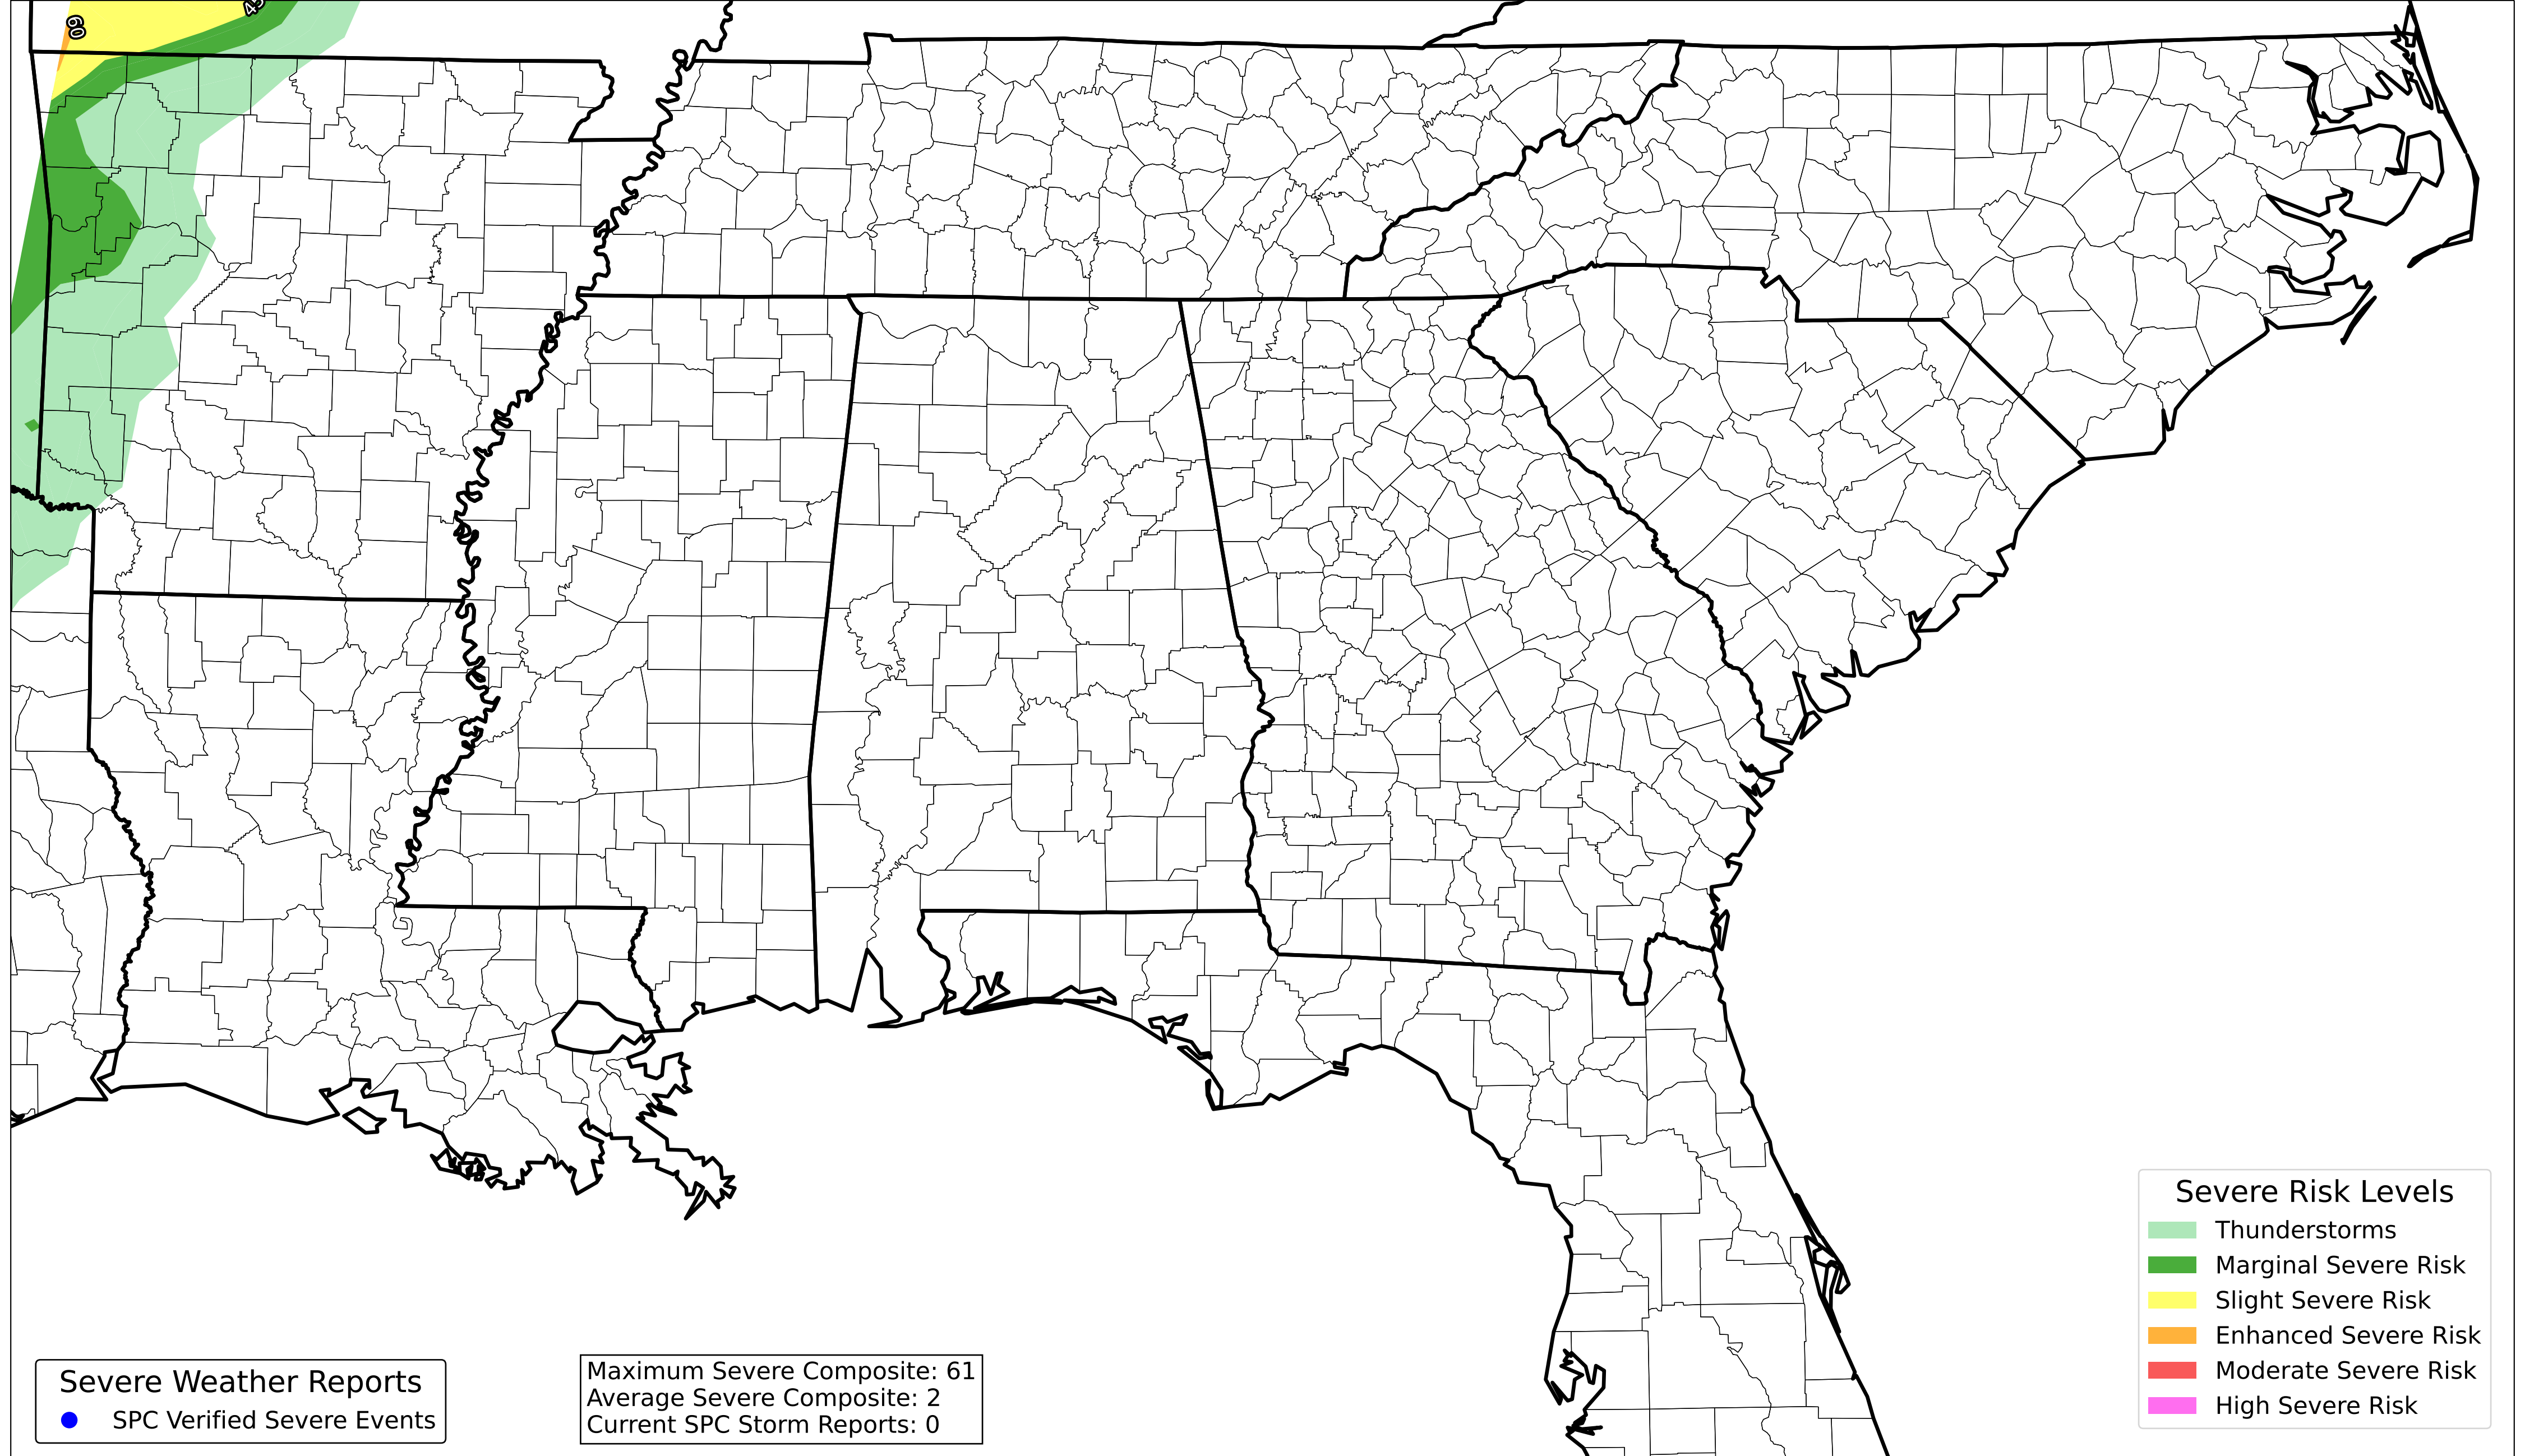 60
45
Severe Risk Levels
Thunderstorms
Marginal Severe Risk
Slight Severe Risk
Enhanced Severe Risk
Moderate Severe Risk
High Severe Risk
Severe Weather Reports
SPC Verified Severe Events
Maximum Severe Composite: 61
Average Severe Composite: 2
Current SPC Storm Reports: 0